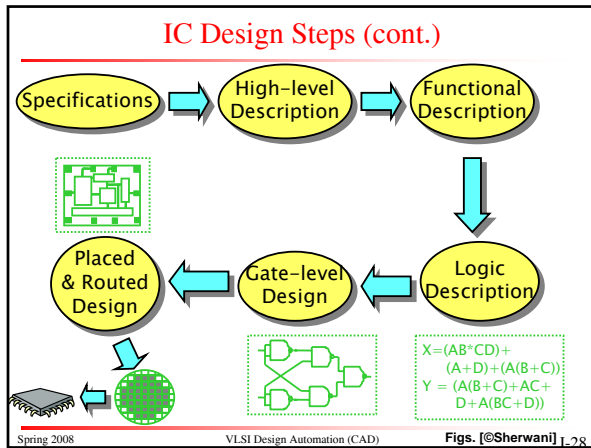 IC Design Steps (cont.)
Specifications
High-level
Description
Functional
Description
Placed
& Routed
Design
Gate-level
Design
Logic
Description
X=(AB*CD)+
(A+D)+(A(B+C))
Y = (A(B+C)+AC+
D+A(BC+D))
Spring 2008
VLSI Design Automation (CAD)
Figs. [©Sherwani]
I-28